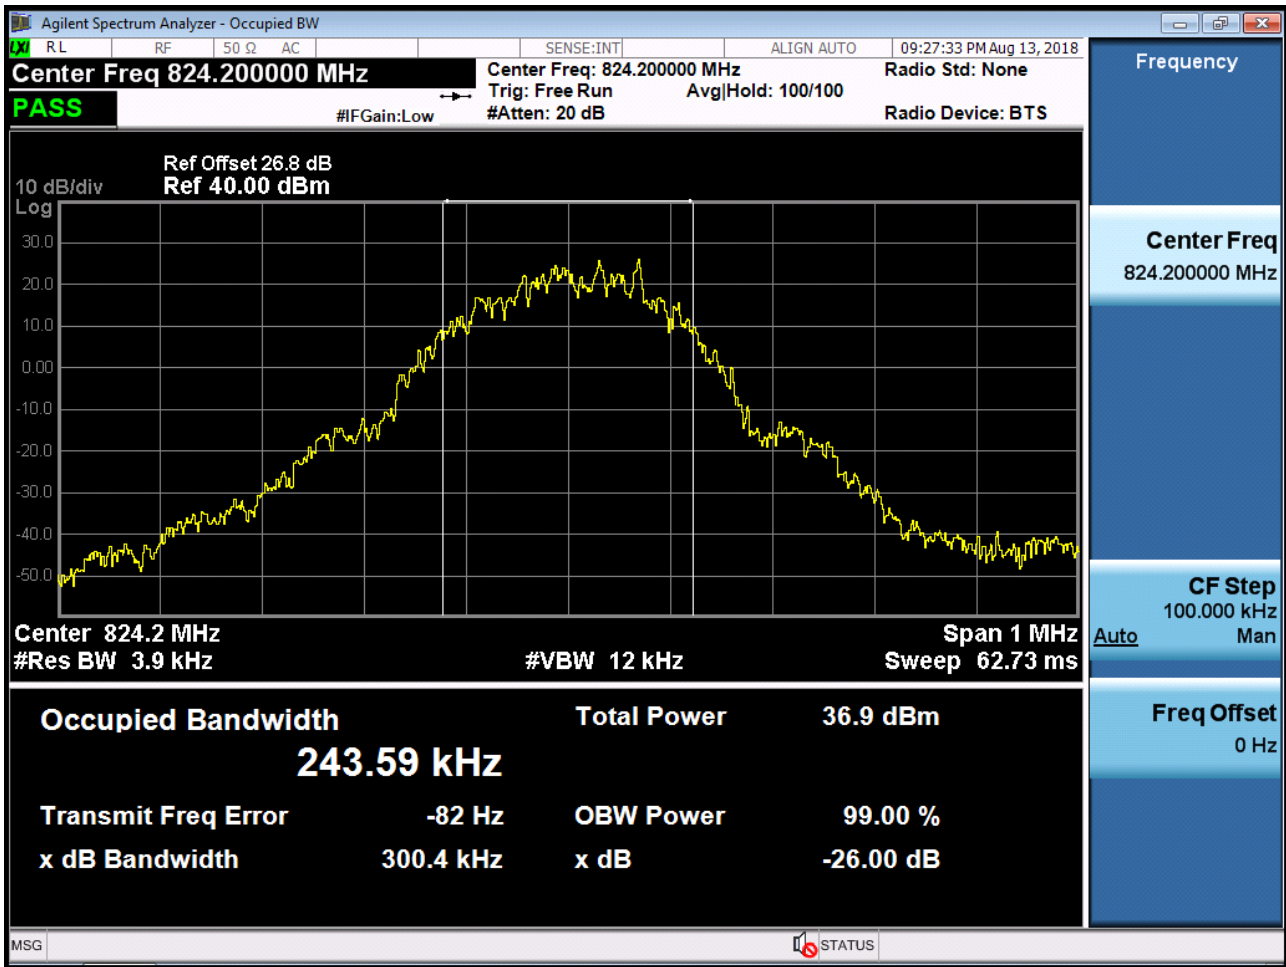 Agilent Spectrum Analyzer - Occupied BW
LXI RL RF 50 Ω AC SENSE:INT ALIGN AUTO 09:27:33 PM Aug 13, 2018
Center Freq 824.200000 MHz
PASS
#IFGain:Low
Center Freq: 824.200000 MHz
Trig: Free Run Avg|Hold: 100/100
#Atten: 20 dB
Radio Std: None
Radio Device: BTS
Ref Offset 26.8 dB
10 dB/div Ref 40.00 dBm
Log
30.0
20.0
10.0
0.00
-10.0
-20.0
-30.0
-40.0
-50.0
Center 824.2 MHz Span 1 MHz
#Res BW 3.9 kHz #VBW 12 kHz Sweep 62.73 ms
Occupied Bandwidth Total Power 36.9 dBm
243.59 kHz
Transmit Freq Error -82 Hz OBW Power 99.00 %
x dB Bandwidth 300.4 kHz x dB -26.00 dB
MSG STATUS
Frequency
Center Freq
824.200000 MHz
CF Step
100.000 kHz
Auto Man
Freq Offset
0 Hz